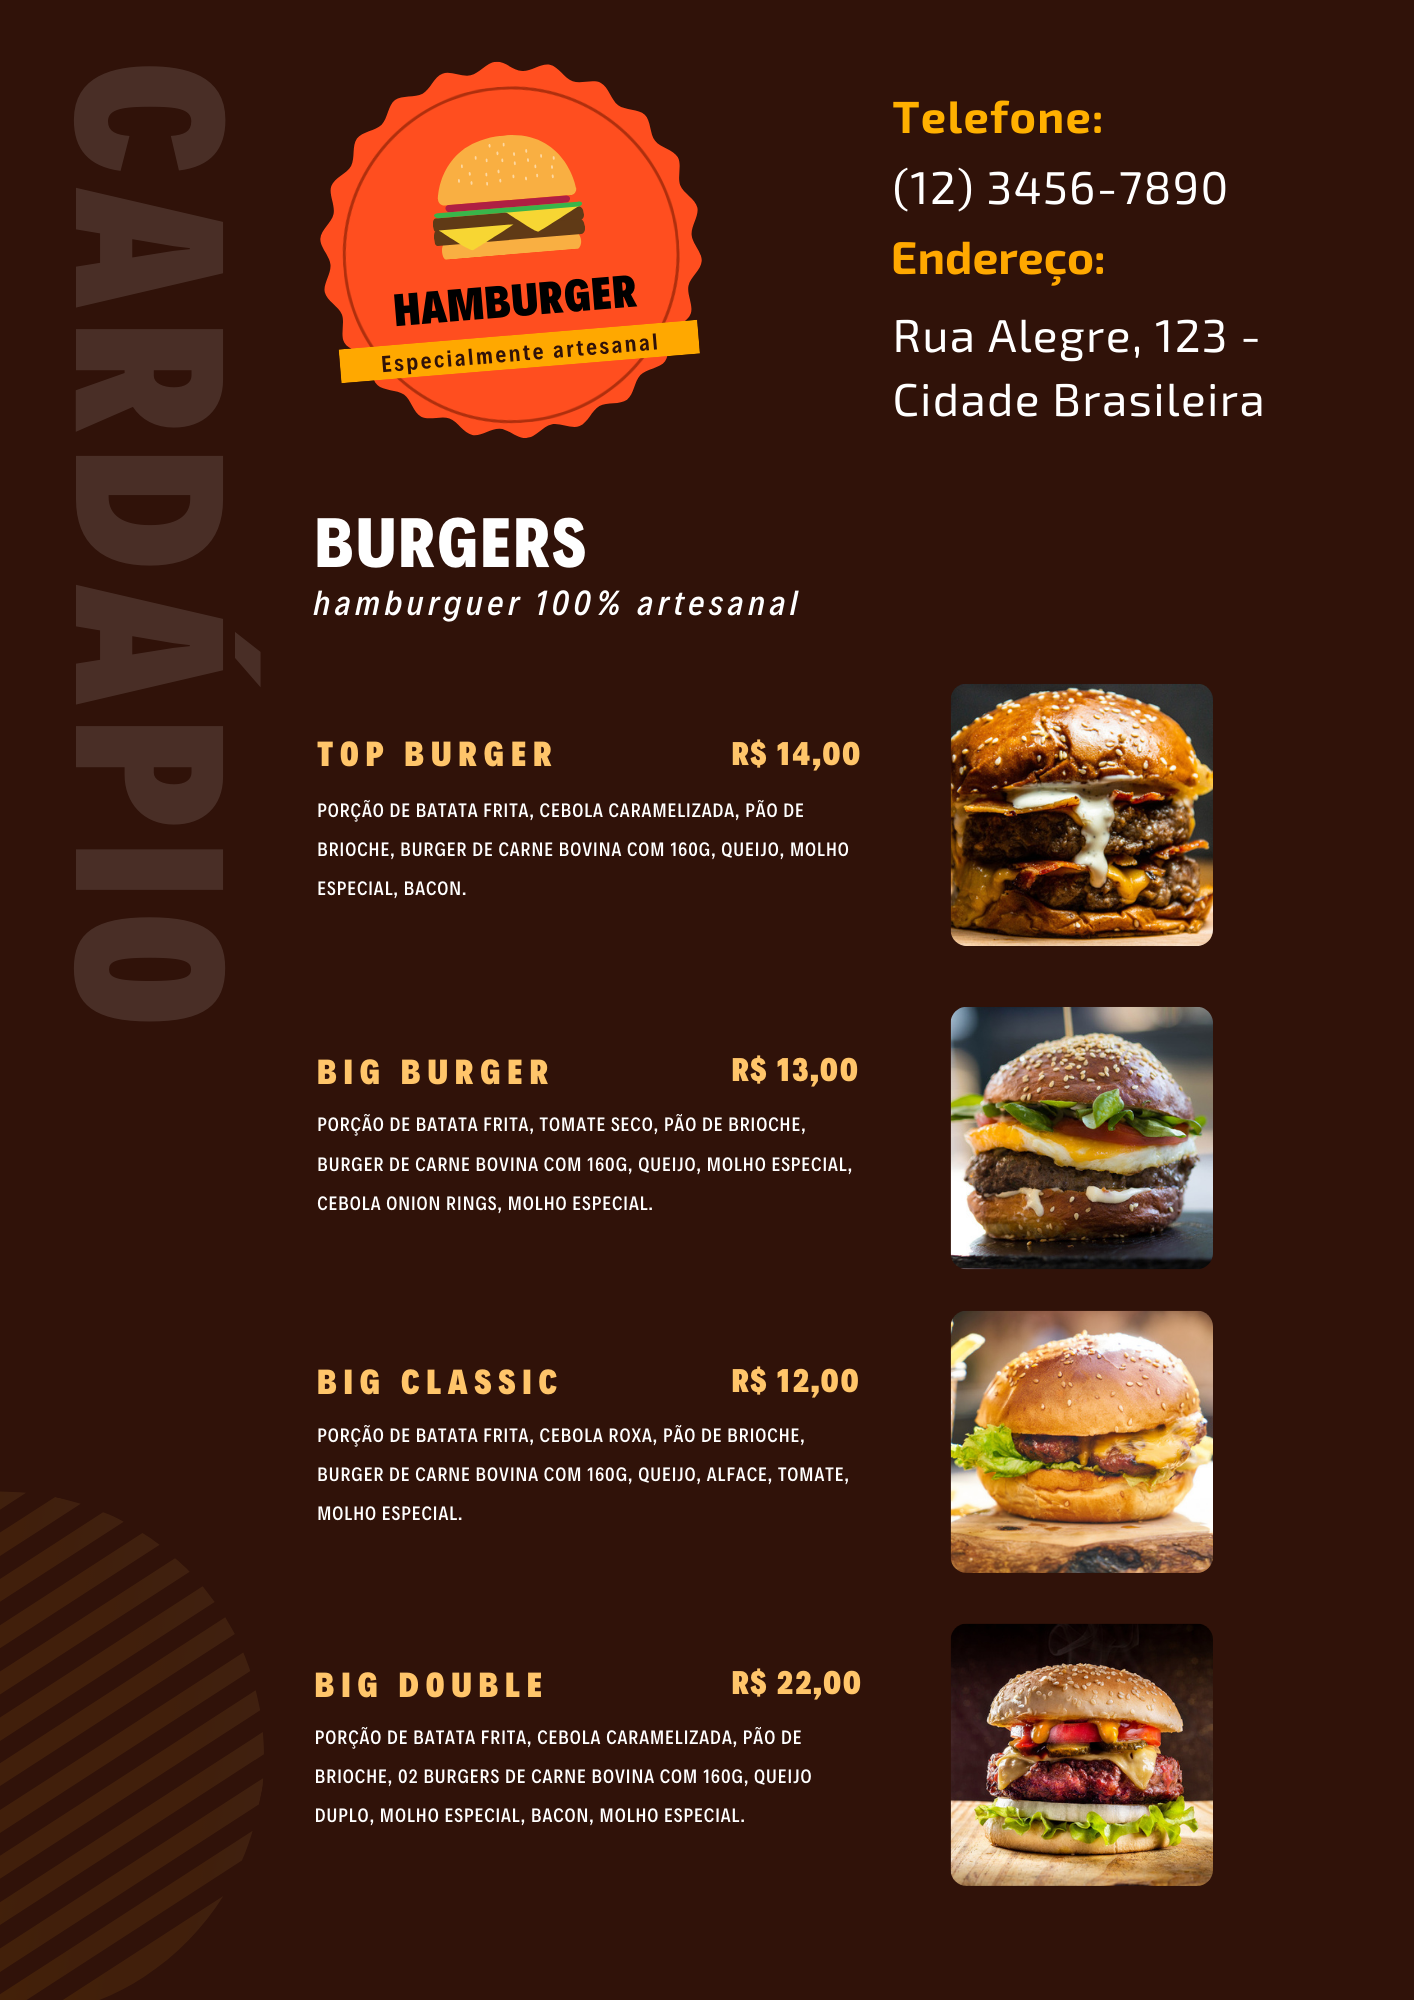 CARDÁPIO
HAMBURGER
Especialmente artesanal
Telefone:
(12) 3456-7890
Endereço:
Rua Alegre, 123 -
Cidade Brasileira
BURGERS
hamburguer 100% artesanal
TOP BURGER R$ 14,00
PORÇÃO DE BATATA FRITA, CEBOLA CARAMELIZADA, PÃO DE
BRIOCHE, BURGER DE CARNE BOVINA COM 160G, QUEIJO, MOLHO
ESPECIAL, BACON.
BIG BURGER R$ 13,00
PORÇÃO DE BATATA FRITA, TOMATE SECO, PÃO DE BRIOCHE,
BURGER DE CARNE BOVINA COM 160G, QUEIJO, MOLHO ESPECIAL,
CEBOLA ONION RINGS, MOLHO ESPECIAL.
BIG CLASSIC R$ 12,00
PORÇÃO DE BATATA FRITA, CEBOLA ROXA, PÃO DE BRIOCHE,
BURGER DE CARNE BOVINA COM 160G, QUEIJO, ALFACE, TOMATE,
MOLHO ESPECIAL.
BIG DOUBLE R$ 22,00
PORÇÃO DE BATATA FRITA, CEBOLA CARAMELIZADA, PÃO DE
BRIOCHE, 02 BURGERS DE CARNE BOVINA COM 160G, QUEIJO
DUPLO, MOLHO ESPECIAL, BACON, MOLHO ESPECIAL.